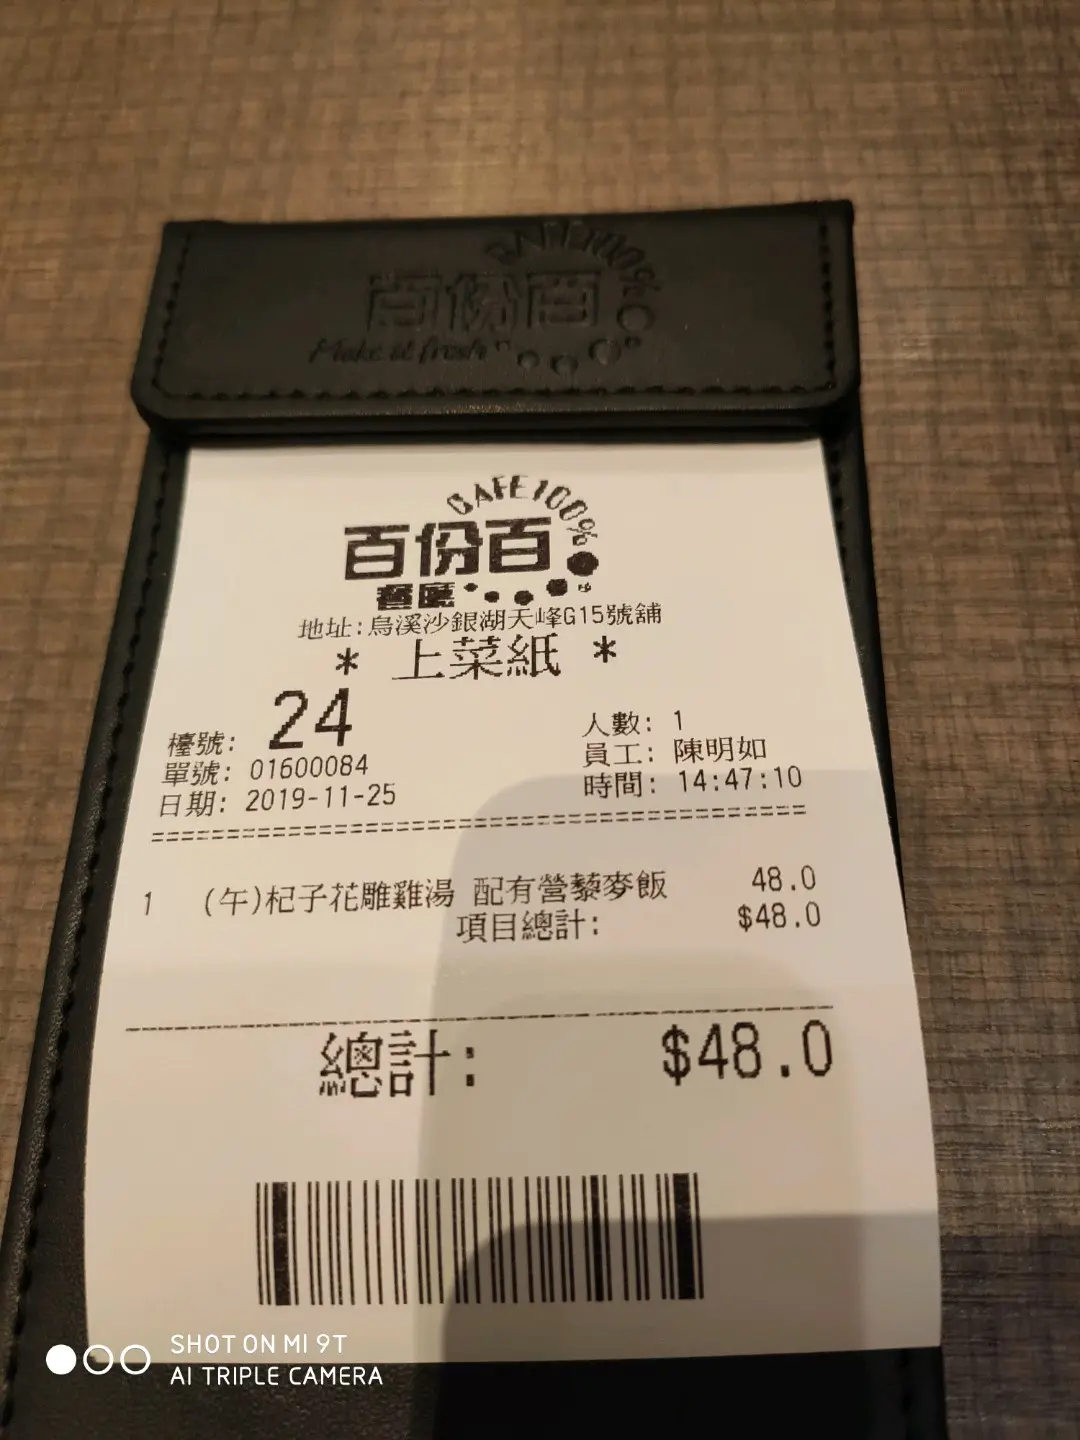 CAFE100%
百份百
Make it fresh
CAFE100%
百份百
餐廳
地址:烏溪沙銀湖天峰G15號舖
* 上菜紙 *
檯號: 24
人數: 1
單號: 01600084
員工: 陳明如
日期: 2019-11-25
時間: 14:47:10
1 (午)杞子花雕雞湯 配有營藜麥飯 48.0
項目總計: $48.0
總計: $48.0
SHOT ON MI 9T
AI TRIPLE CAMERA